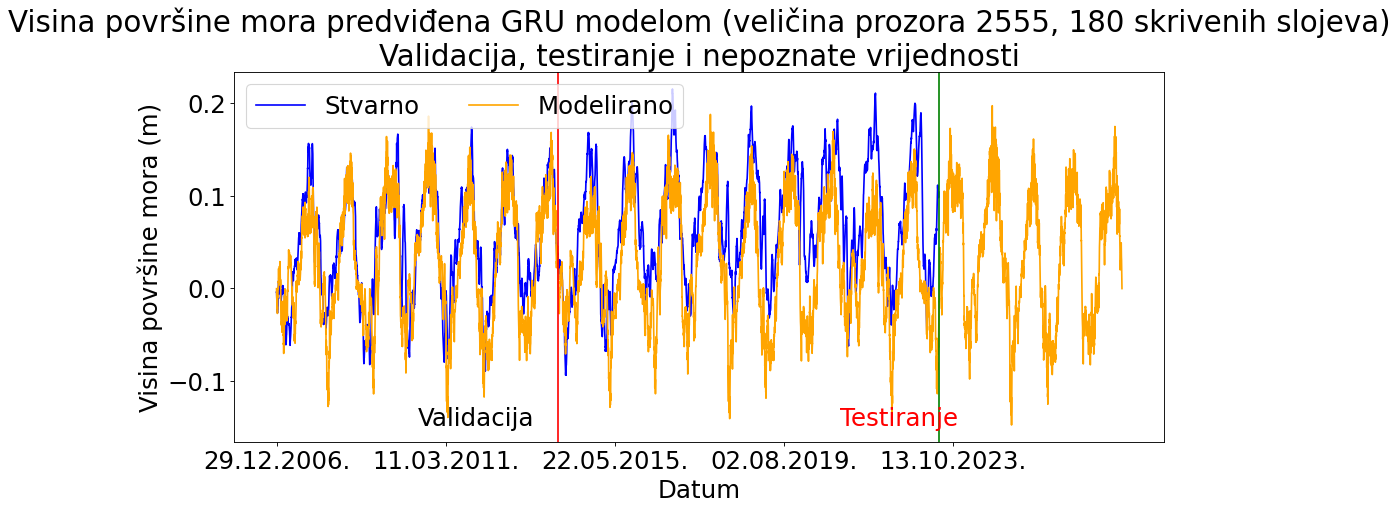 Visina površine mora predviđena GRU modelom (veličina prozora 2555, 180 skrivenih slojeva)
Validacija, testiranje i nepoznate vrijednosti
Stvarno
Modelirano
Visina površine mora (m)
0.2
0.1
0.0
−0.1
Validacija
Testiranje
29.12.2006.
11.03.2011.
22.05.2015.
02.08.2019.
13.10.2023.
Datum